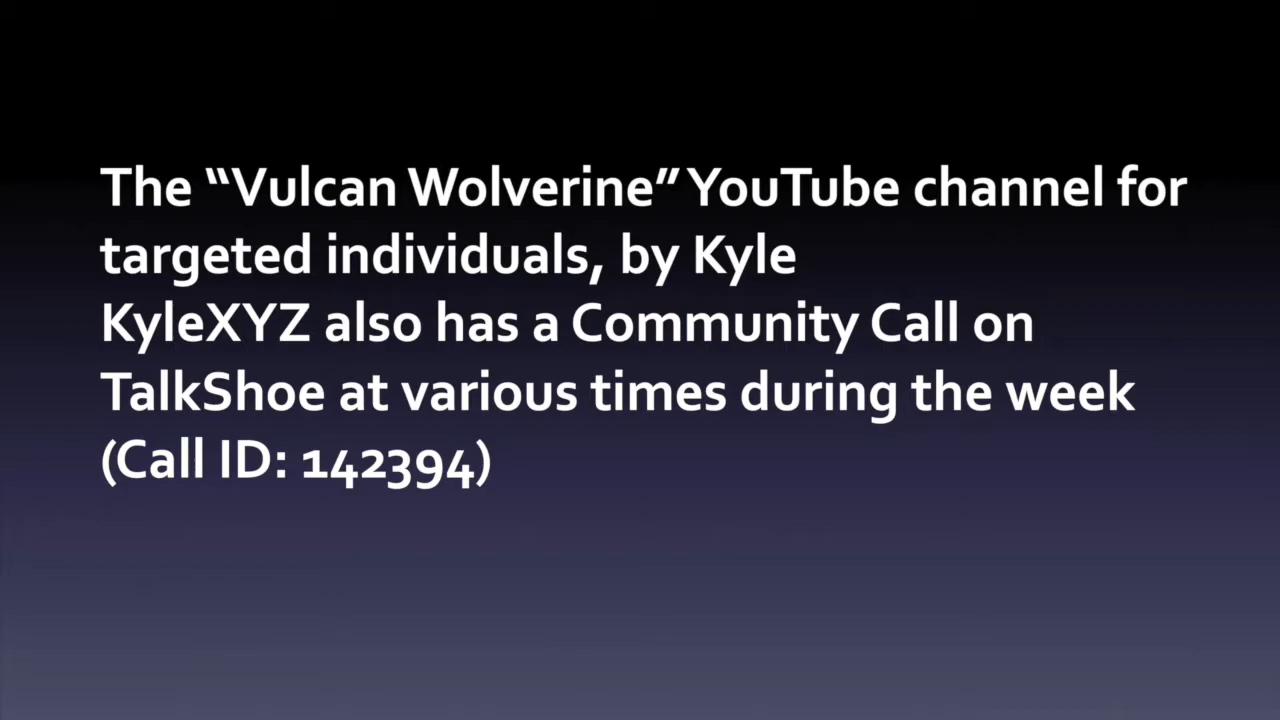 The “Vulcan Wolverine” YouTube channel for
targeted individuals, by Kyle
KyleXYZ also has a Community Call on
TalkShoe at various times during the week
(Call ID: 142394)